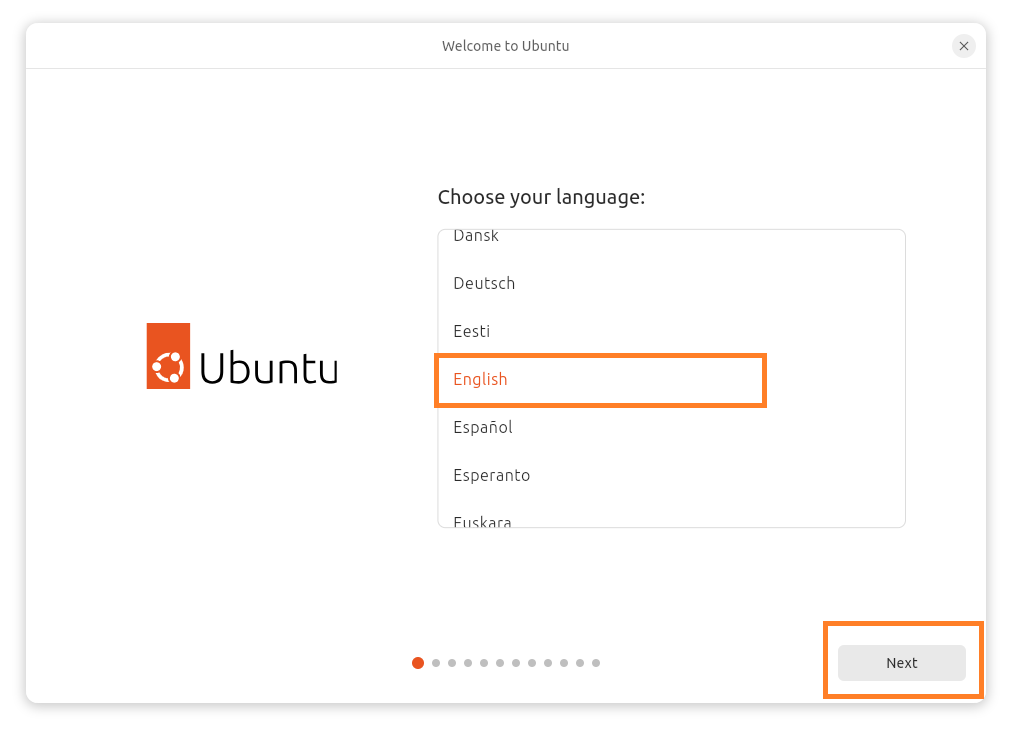 Welcome to Ubuntu
Choose your language:
Dansk
Deutsch
Eesti
English
Español
Esperanto
Euskara
Ubuntu
Next